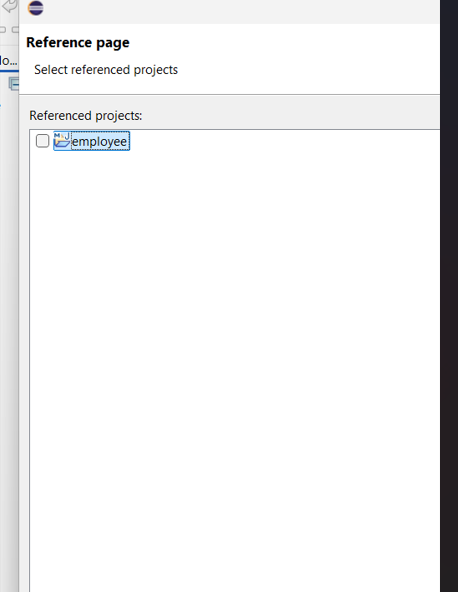 Reference page
Select referenced projects
Referenced projects:
employee